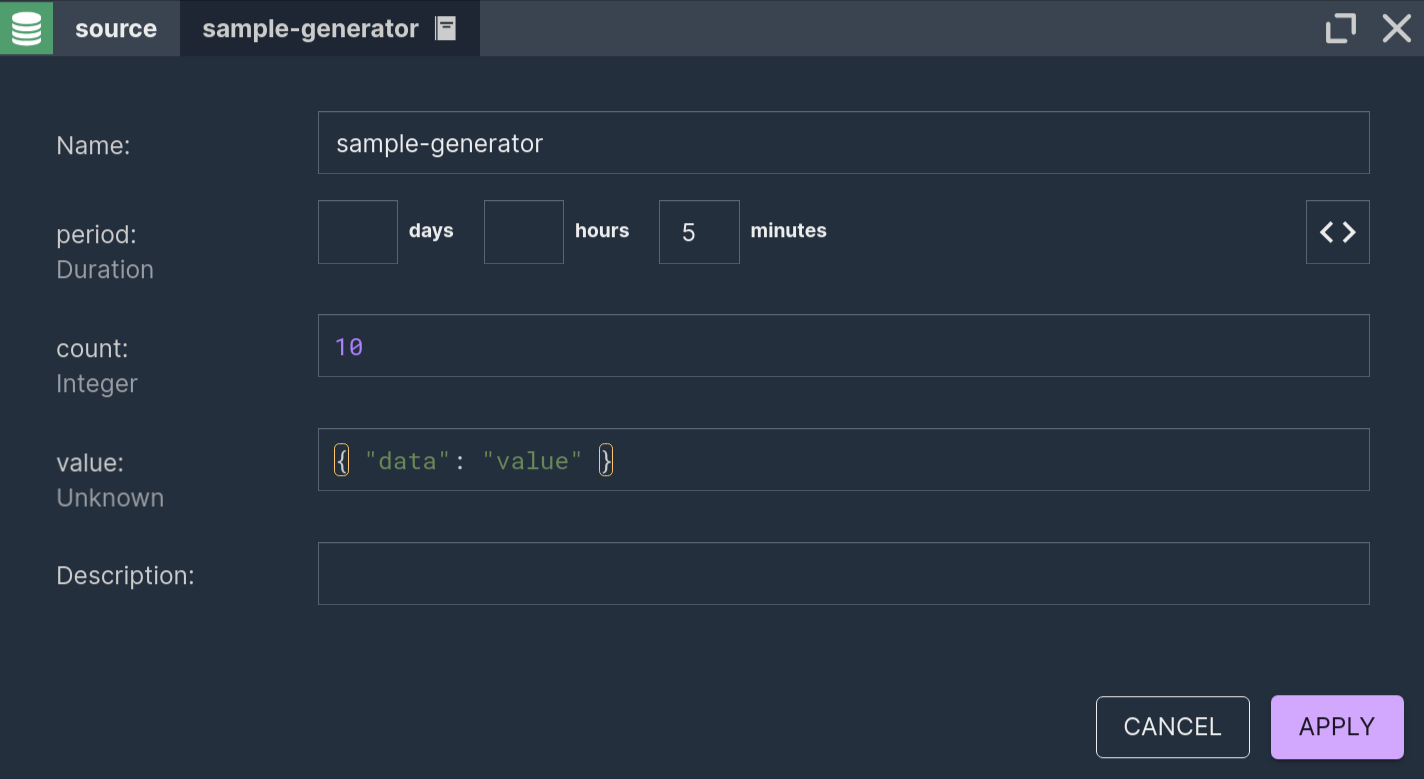 source sample-generator
Name: sample-generator
period: days hours 5 minutes < >
Duration
count: 10
Integer
value: { "data": "value" }
Unknown
Description:
CANCEL APPLY